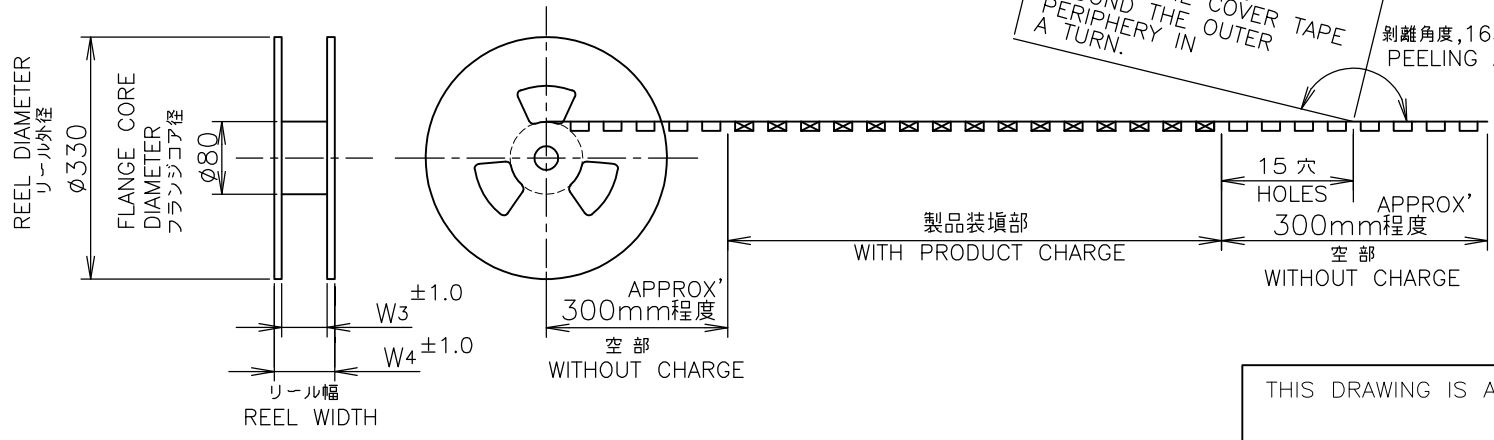 COVER TAPE
THE OUTER
PERIPHERY IN
A TURN.
剝離角度,
PEELING
REEL DIAMETER
リール外径
φ330
FLANGE CORE
DIAMETER
フランジコア径
φ80
15 穴
HOLES
APPROX'
300mm程度
空 部
WITHOUT CHARGE
製品装塡部
WITH PRODUCT CHARGE
APPROX'
300mm程度
空 部
WITHOUT CHARGE
W3 ±1.0
W4 ±1.0
リール幅
REEL WIDTH
THIS DRAWING IS A